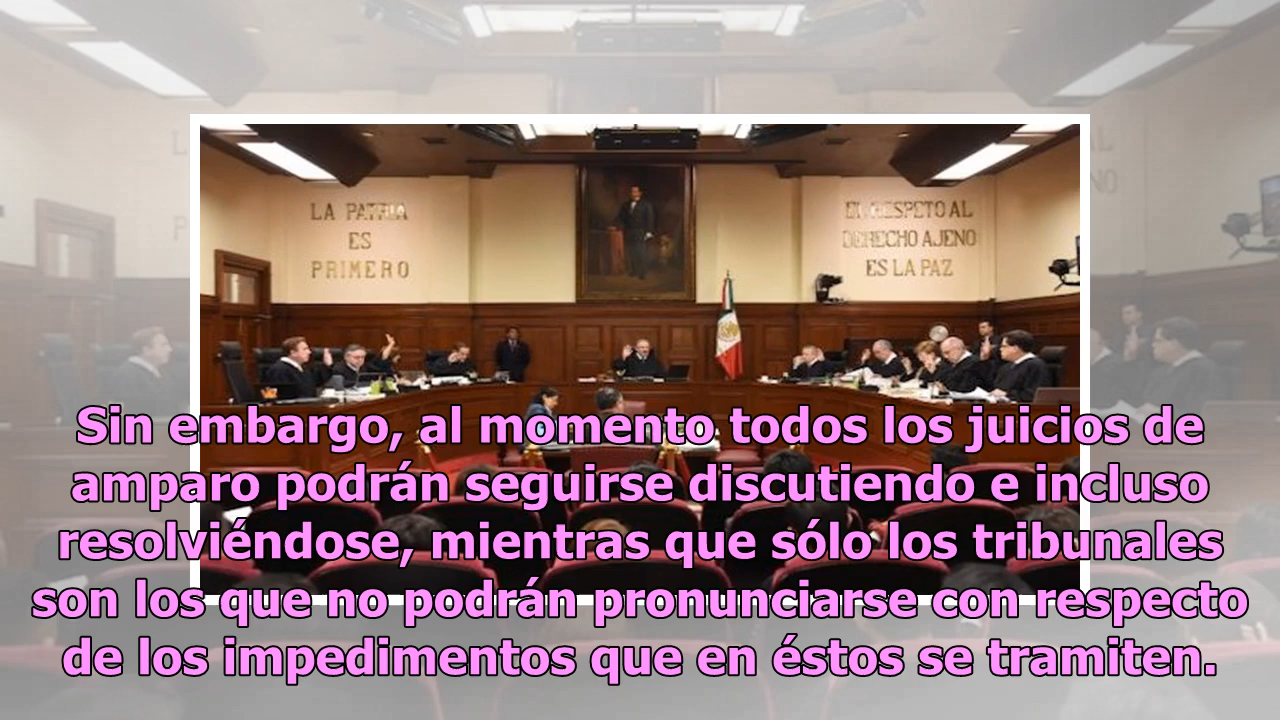 LA PATRIA
ES
PRIMERO
EL RESPETO AL
DERECHO AJENO
ES LA PAZ
Sin embargo, al momento todos los juicios de
amparo podrán seguirse discutiendo e incluso
resolviéndose, mientras que sólo los tribunales
son los que no podrán pronunciarse con respecto
de los impedimentos que en éstos se tramiten.